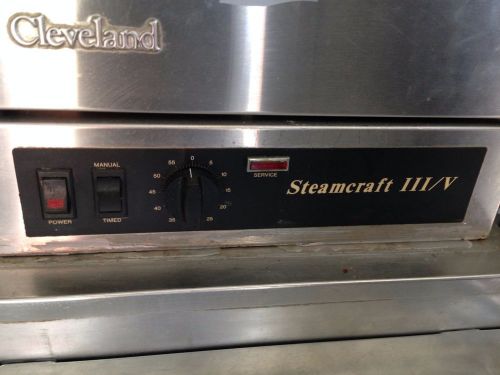 Cleveland
MANUAL
POWER
TIMED
0
5
10
15
20
25
35
40
45
50
55
SERVICE
Steamcraft III/V